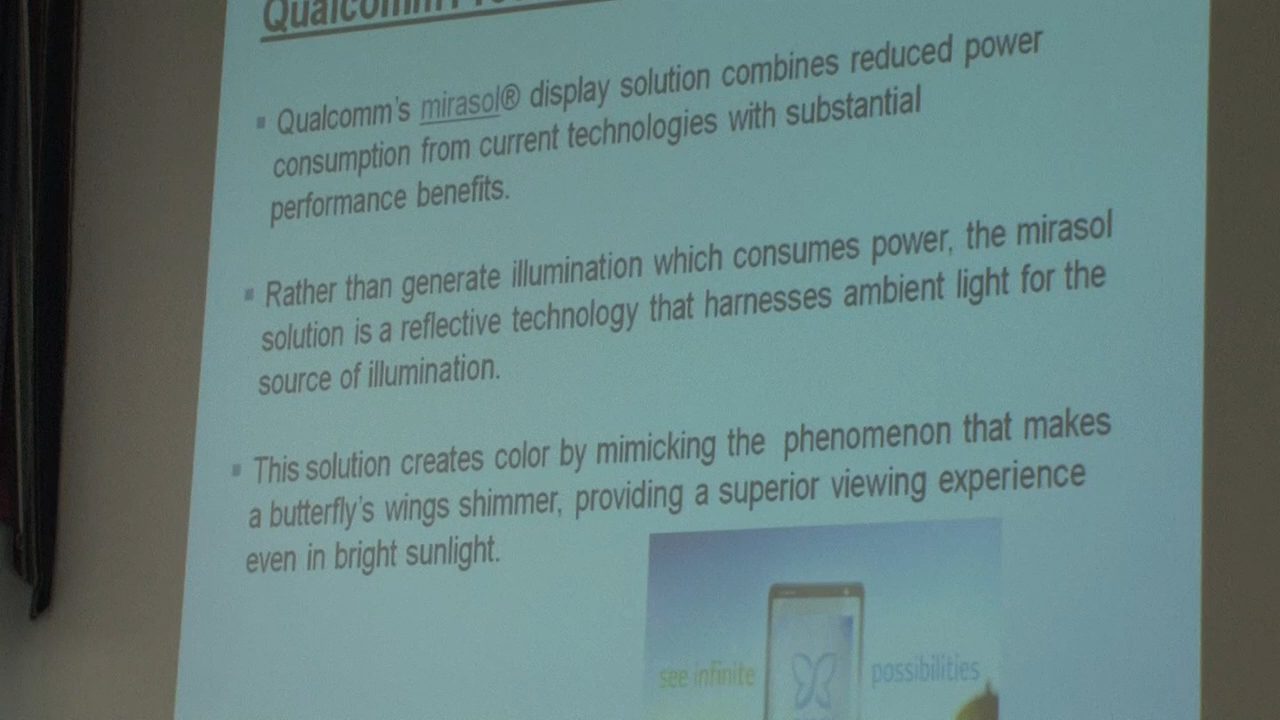 Qualcomm
▪ Qualcomm's mirasol® display solution combines reduced power
consumption from current technologies with substantial
performance benefits.
▪ Rather than generate illumination which consumes power, the mirasol
solution is a reflective technology that harnesses ambient light for the
source of illumination.
▪ This solution creates color by mimicking the phenomenon that makes
a butterfly's wings shimmer, providing a superior viewing experience
even in bright sunlight.
see infinite possibilities